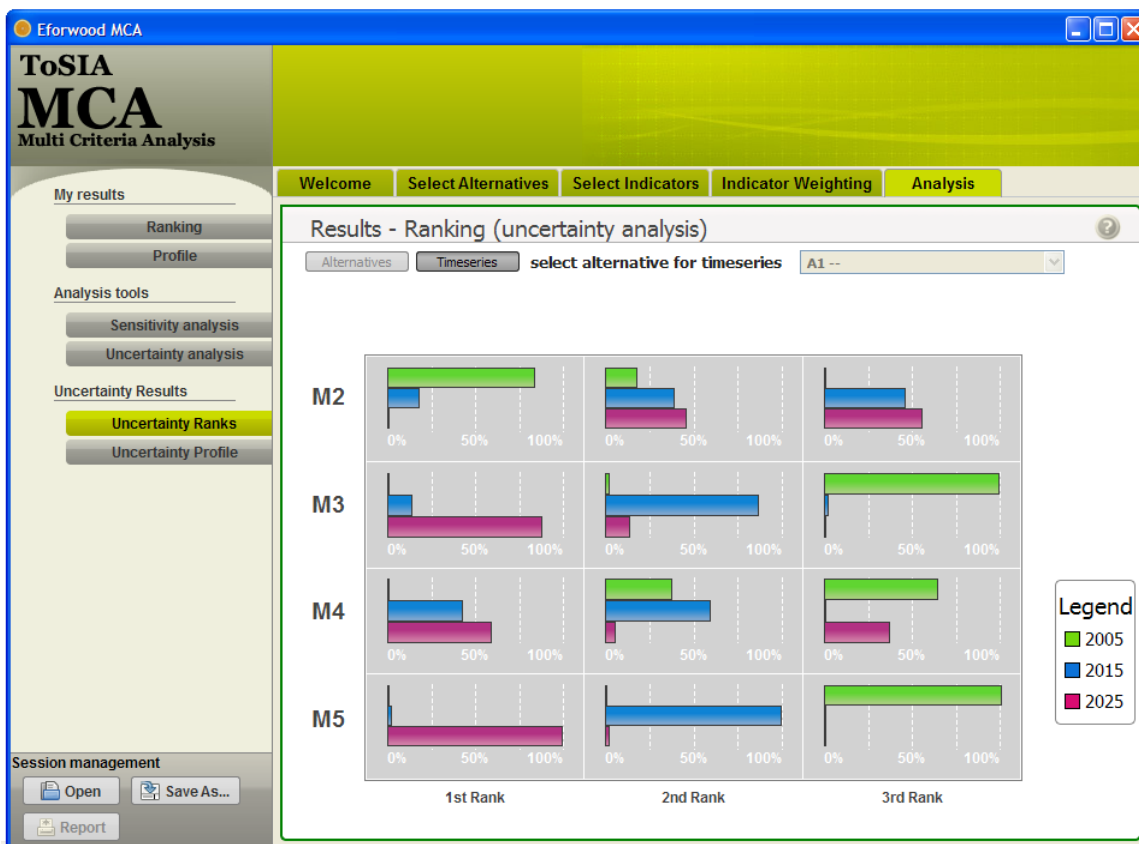 Eforwood MCA
ToSIA
MCA
Multi Criteria Analysis
My results
Ranking
Profile
Analysis tools
Sensitivity analysis
Uncertainty analysis
Uncertainty Results
Uncertainty Ranks
Uncertainty Profile
Session management
Open Save As...
Report
Welcome Select Alternatives Select Indicators Indicator Weighting Analysis
Results - Ranking (uncertainty analysis) ?
Alternatives Timeseries select alternative for timeseries A1 --
M2
0% 50% 100% 0% 50% 100% 0% 50% 100%
M3
0% 50% 100% 0% 50% 100% 0% 50% 100%
M4
0% 50% 100% 0% 50% 100% 0% 50% 100%
M5
0% 50% 100% 0% 50% 100% 0% 50% 100%
1st Rank 2nd Rank 3rd Rank
Legend
2005
2015
2025